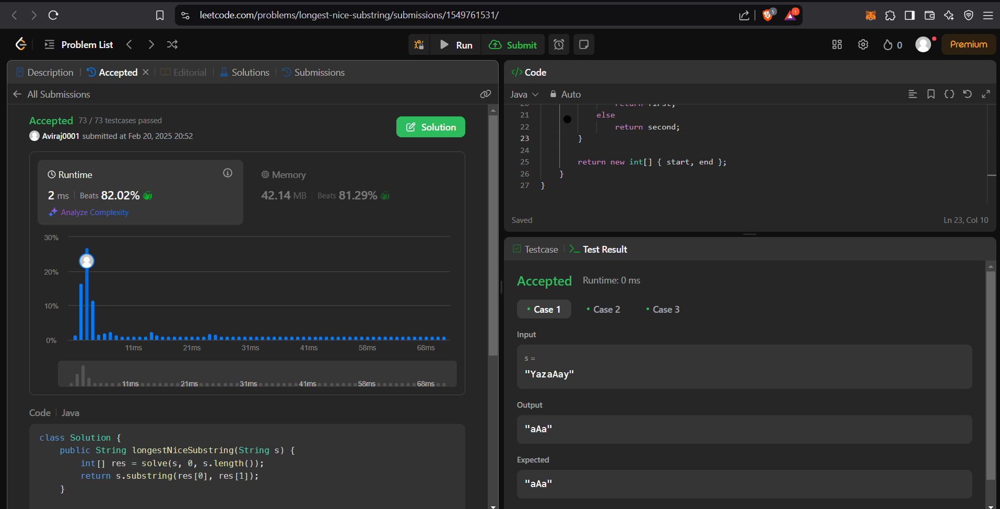 leetcode.com/problems/longest-nice-substring/submissions/1549761531/
5
1
Problem List
Run
Submit
0
Premium
Description
Accepted
Editorial
Solutions
Submissions
All Submissions
Accepted 73 / 73 testcases passed
Aviraj0001 submitted at Feb 20, 2025 20:52
Solution
Runtime
2 ms Beats 82.02%
Analyze Complexity
Memory
42.14 MB Beats 81.29%
30%
20%
10%
0%
11ms 21ms 31ms 41ms 58ms 68ms
11ms 21ms 31ms 41ms 58ms 68ms
Code Java
class Solution {
public String longestNiceSubstring(String s) {
int[] res = solve(s, 0, s.length());
return s.substring(res[0], res[1]);
}
</> Code
Java Auto
20 return first;
21 else
22 return second;
23 }
24
25 return new int[] { start, end };
26 }
27 }
Saved Ln 23, Col 10
Testcase
Test Result
Accepted Runtime: 0 ms
Case 1 Case 2 Case 3
Input
s =
"YazaAay"
Output
"aAa"
Expected
"aAa"